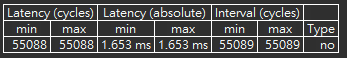 Latency (cycles) Latency (absolute) Interval (cycles)
min max min max min max Type
55088 55088 1.653 ms 1.653 ms 55089 55089 no